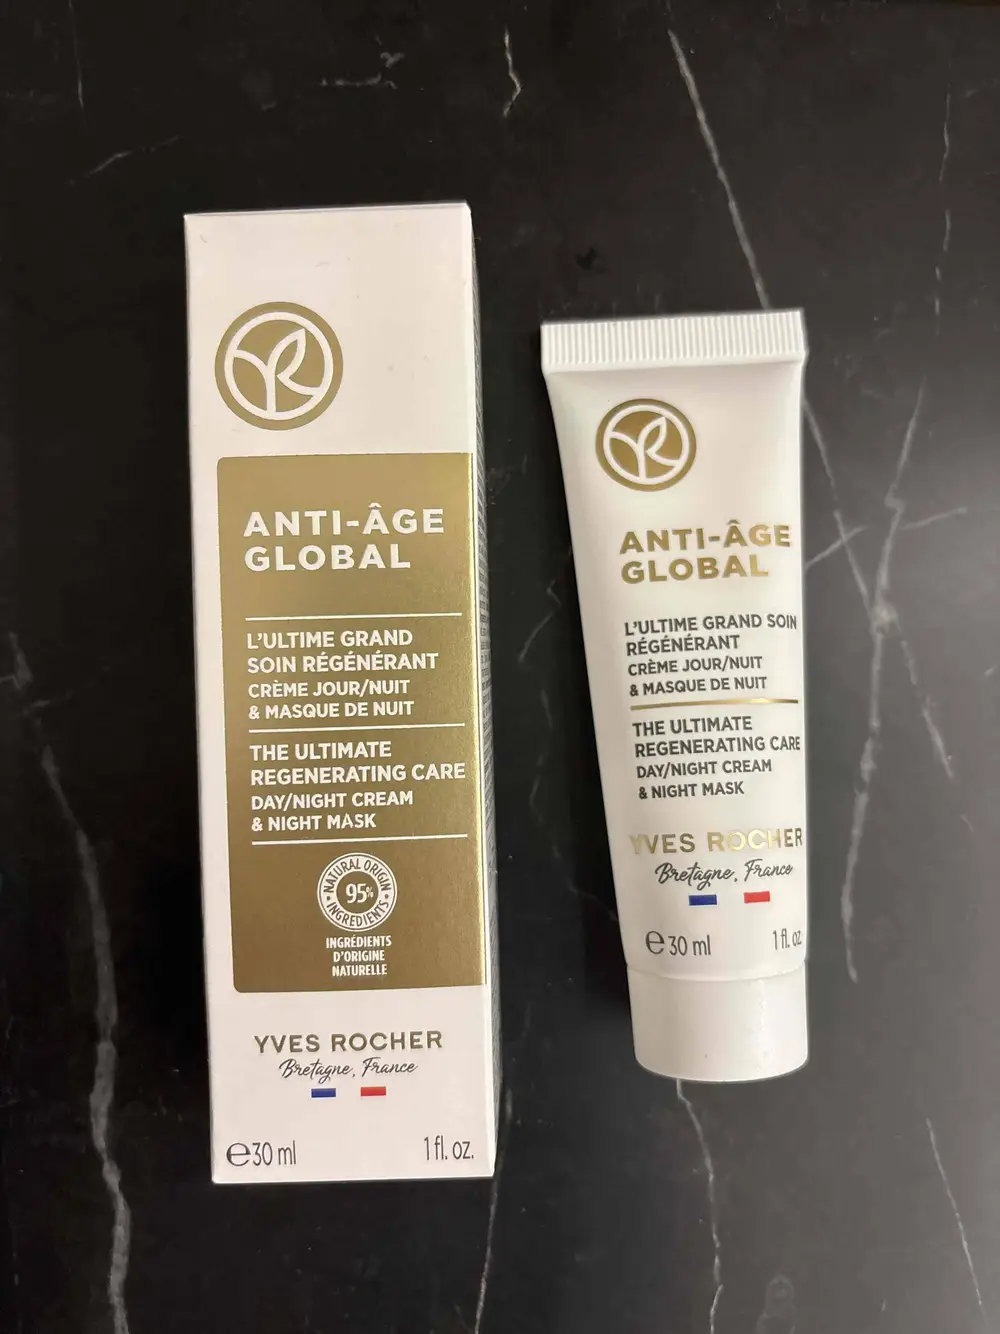 ANTI-ÂGE
GLOBAL
L'ULTIME GRAND
SOIN RÉGÉNÉRANT
CRÈME JOUR/NUIT
& MASQUE DE NUIT
THE ULTIMATE
REGENERATING CARE
DAY/NIGHT CREAM
& NIGHT MASK
NATURAL ORIGIN
95%
INGREDIENTS
INGRÉDIENTS
D'ORIGINE
NATURELLE
YVES ROCHER
Bretagne, France
℮30 ml 1 fl. oz.
ANTI-ÂGE
GLOBAL
L'ULTIME GRAND SOIN
RÉGÉNÉRANT
CRÈME JOUR/NUIT
& MASQUE DE NUIT
THE ULTIMATE
REGENERATING CARE
DAY/NIGHT CREAM
& NIGHT MASK
YVES ROCHER
Bretagne, France
℮30 ml 1 fl. oz